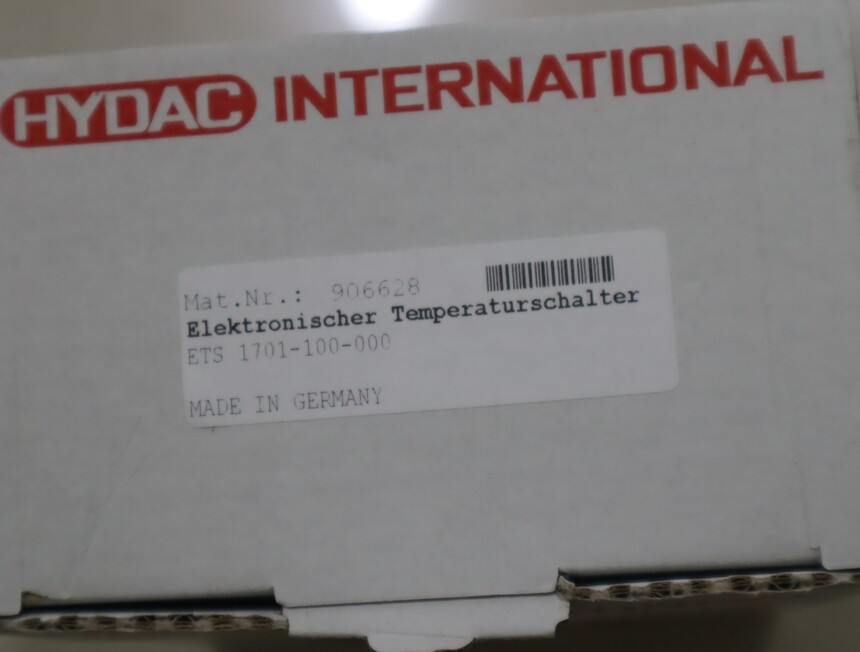 HYDAC INTERNATIONAL
Mat.Nr.: 906628
Elektronischer Temperaturschalter
ETS 1701-100-000
MADE IN GERMANY